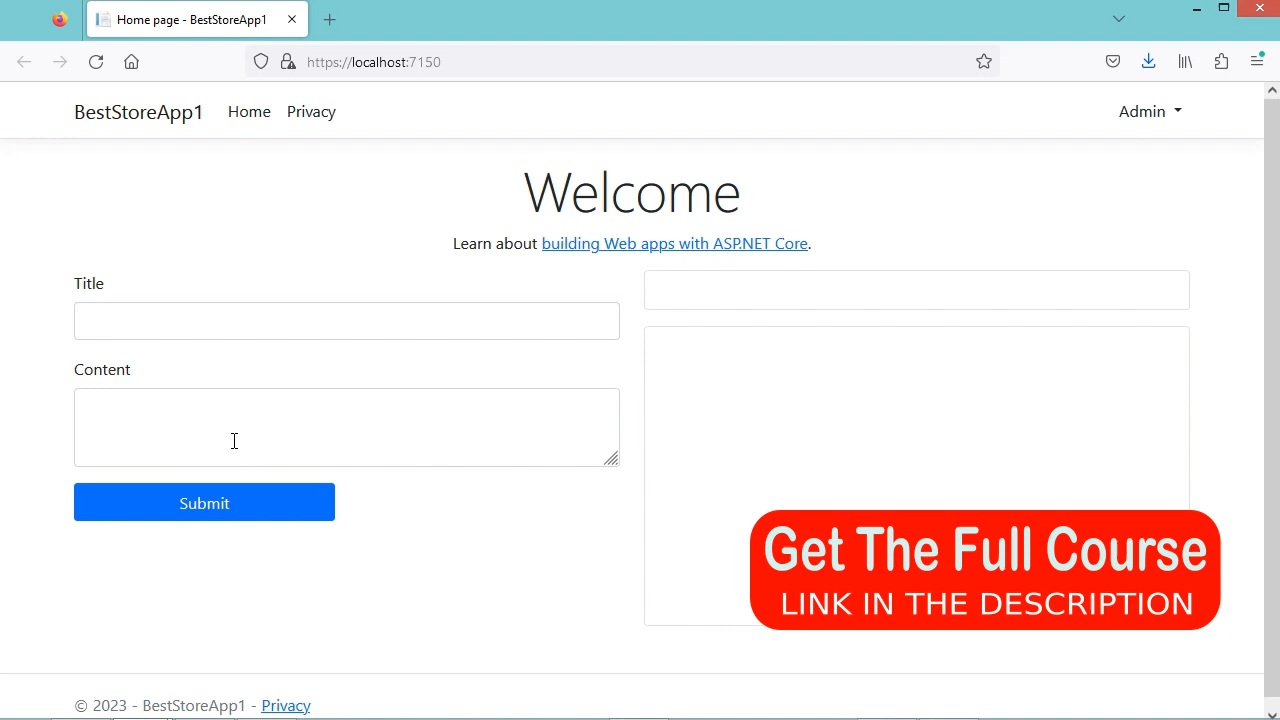 Home page - BestStoreApp1
https://localhost:7150
BestStoreApp1 Home Privacy Admin
Welcome
Learn about building Web apps with ASP.NET Core.
Title
Content
Submit
Get The Full Course
LINK IN THE DESCRIPTION
© 2023 - BestStoreApp1 - Privacy